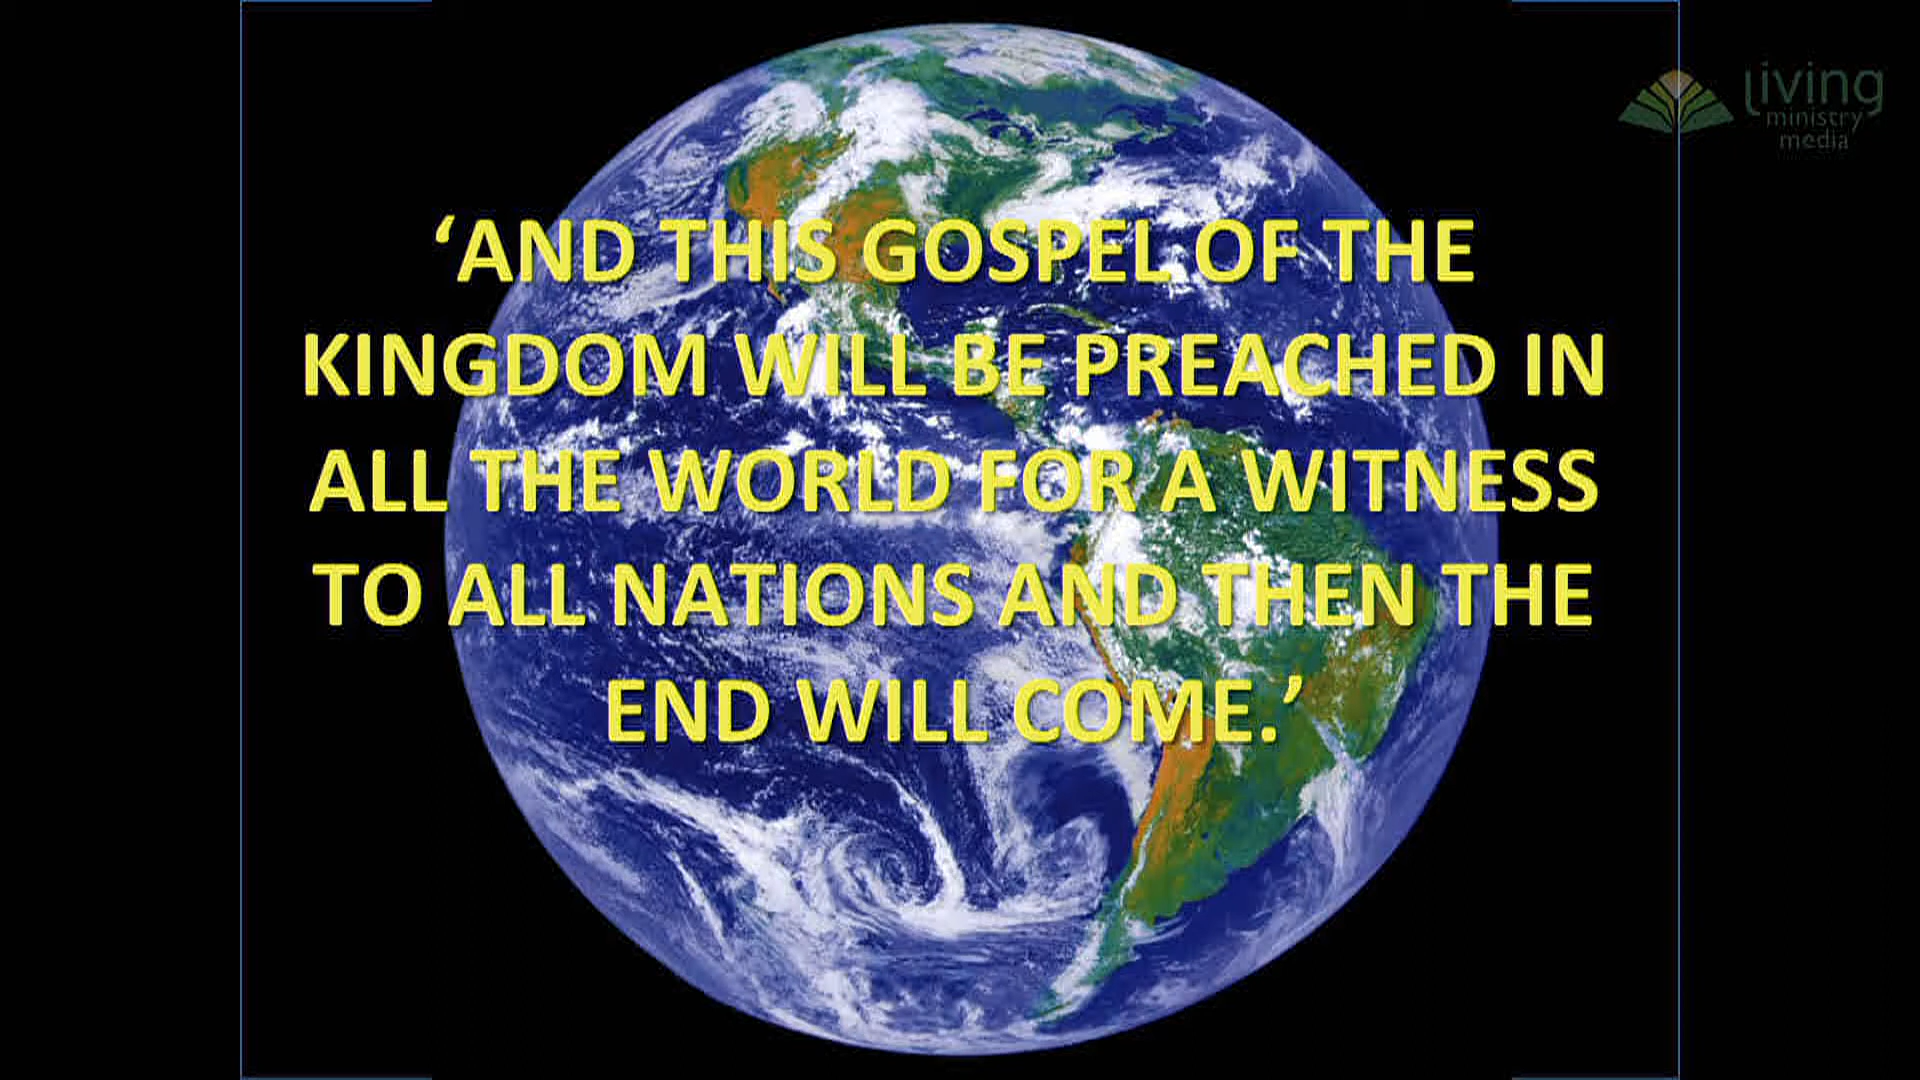 living
ministry
media
‘AND THIS GOSPEL OF THE
KINGDOM WILL BE PREACHED IN
ALL THE WORLD FOR A WITNESS
TO ALL NATIONS AND THEN THE
END WILL COME.’